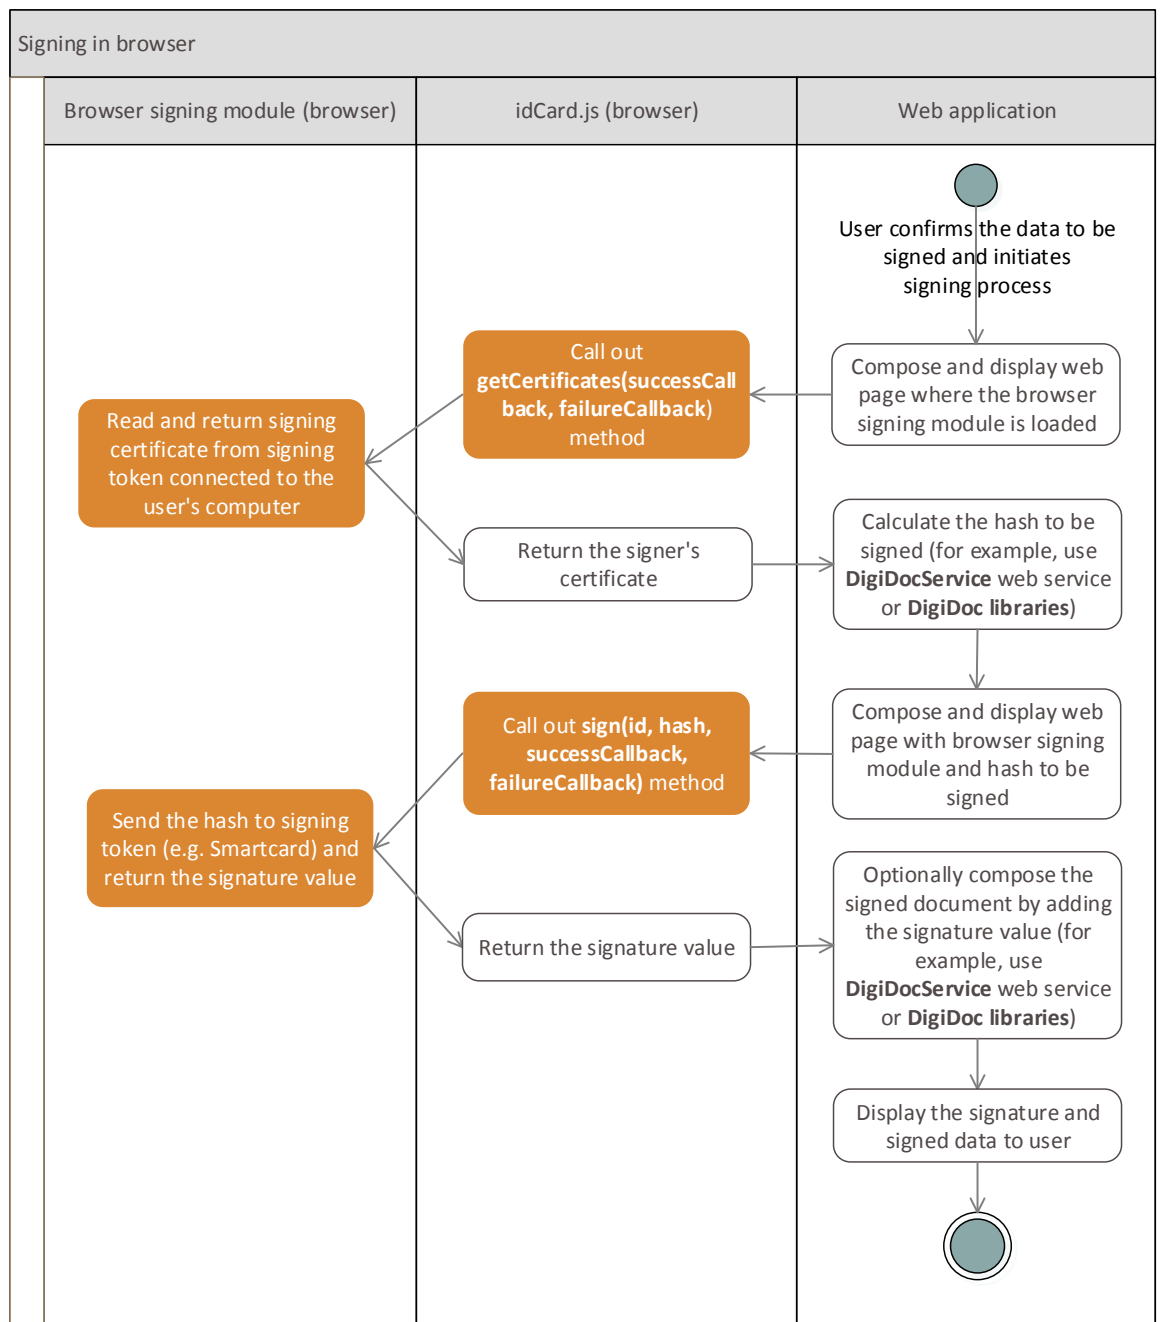 Signing in browser
Browser signing module (browser)
idCard.js (browser)
Web application
User confirms the data to be
signed and initiates
signing process
Compose and display web
page where the browser
signing module is loaded
Call out
getCertificates(successCall
back, failureCallback)
method
Read and return signing
certificate from signing
token connected to the
user's computer
Return the signer's
certificate
Calculate the hash to be
signed (for example, use
DigiDocService web service
or DigiDoc libraries)
Compose and display web
page with browser signing
module and hash to be
signed
Call out sign(id, hash,
successCallback,
failureCallback) method
Send the hash to signing
token (e.g. Smartcard) and
return the signature value
Return the signature value
Optionally compose the
signed document by adding
the signature value (for
example, use
DigiDocService web service
or DigiDoc libraries)
Display the signature and
signed data to user